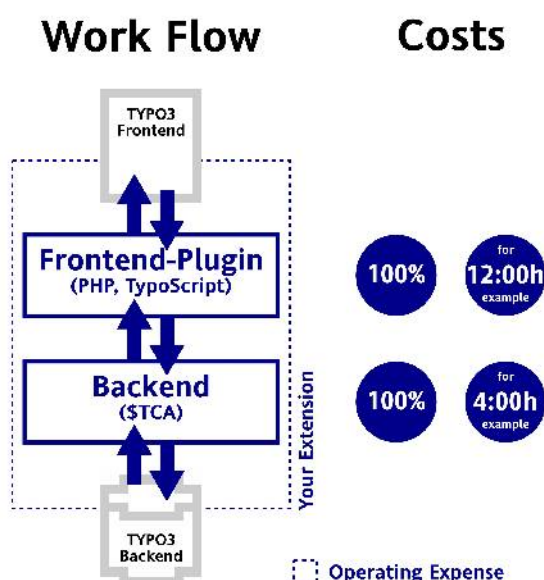 Work Flow
Costs
TYPO3
Frontend
Frontend-Plugin
(PHP, TypoScript)
100%
for
12:00h
example
Backend
($TCA)
100%
for
4:00h
example
Your Extension
TYPO3
Backend
Operating Expense